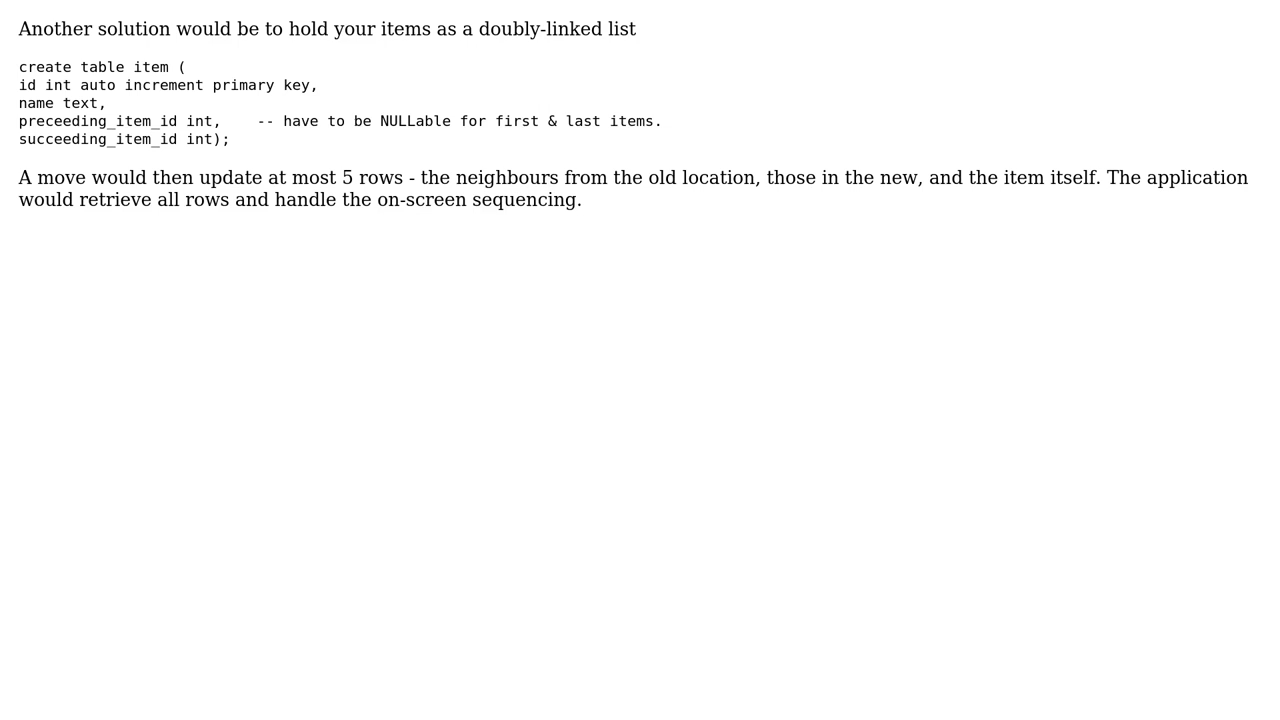 Another solution would be to hold your items as a doubly-linked list
create table item (
id int auto increment primary key,
name text,
preceeding_item_id int,    -- have to be NULLable for first & last items.
succeeding_item_id int);
A move would then update at most 5 rows - the neighbours from the old location, those in the new, and the item itself. The application
would retrieve all rows and handle the on-screen sequencing.